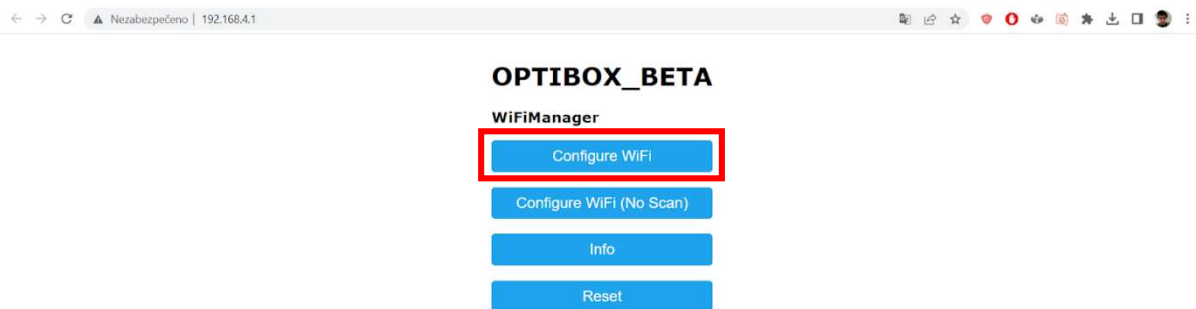 Nezabezpečeno | 192.168.4.1
OPTIBOX_BETA
WiFiManager
Configure WiFi
Configure WiFi (No Scan)
Info
Reset